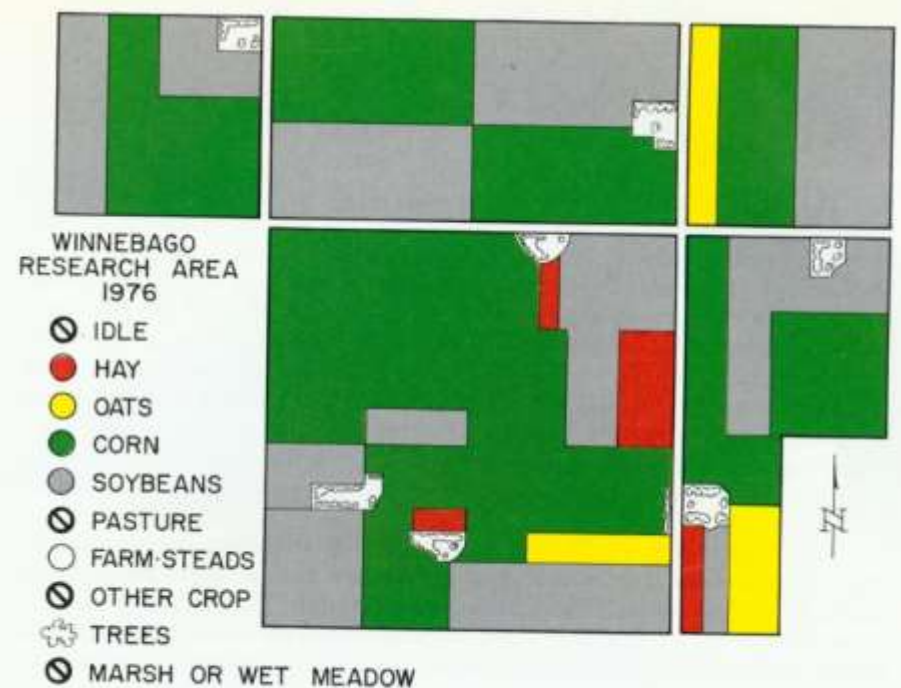 WINNEBAGO
RESEARCH AREA
1976
IDLE
HAY
OATS
CORN
SOYBEANS
PASTURE
FARM-STEADS
OTHER CROP
TREES
MARSH OR WET MEADOW
N